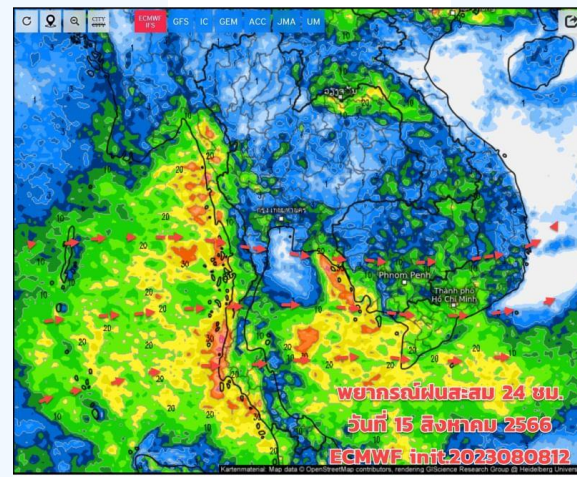 CITY
CITY
ECMWF
IFS
GFS
IC
GEM
ACC
JMA
UM
Phnom Penh
Thành phố
Hồ Chí Minh
พยากรณ์ฝนสะสม 24 ชม.
วันที่ 15 สิงหาคม 2566
ECMWF init.2023080812
Kartenmaterial Map data © OpenStreetMap contributors, rendering GIScience Research Group @ Heidelberg Univers